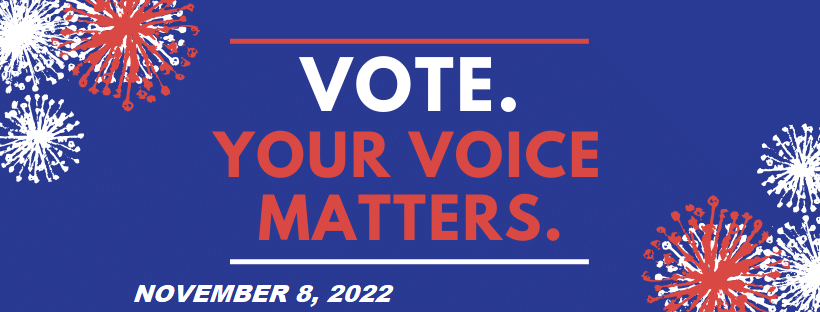 VOTE.
YOUR VOICE
MATTERS.
NOVEMBER 8, 2022